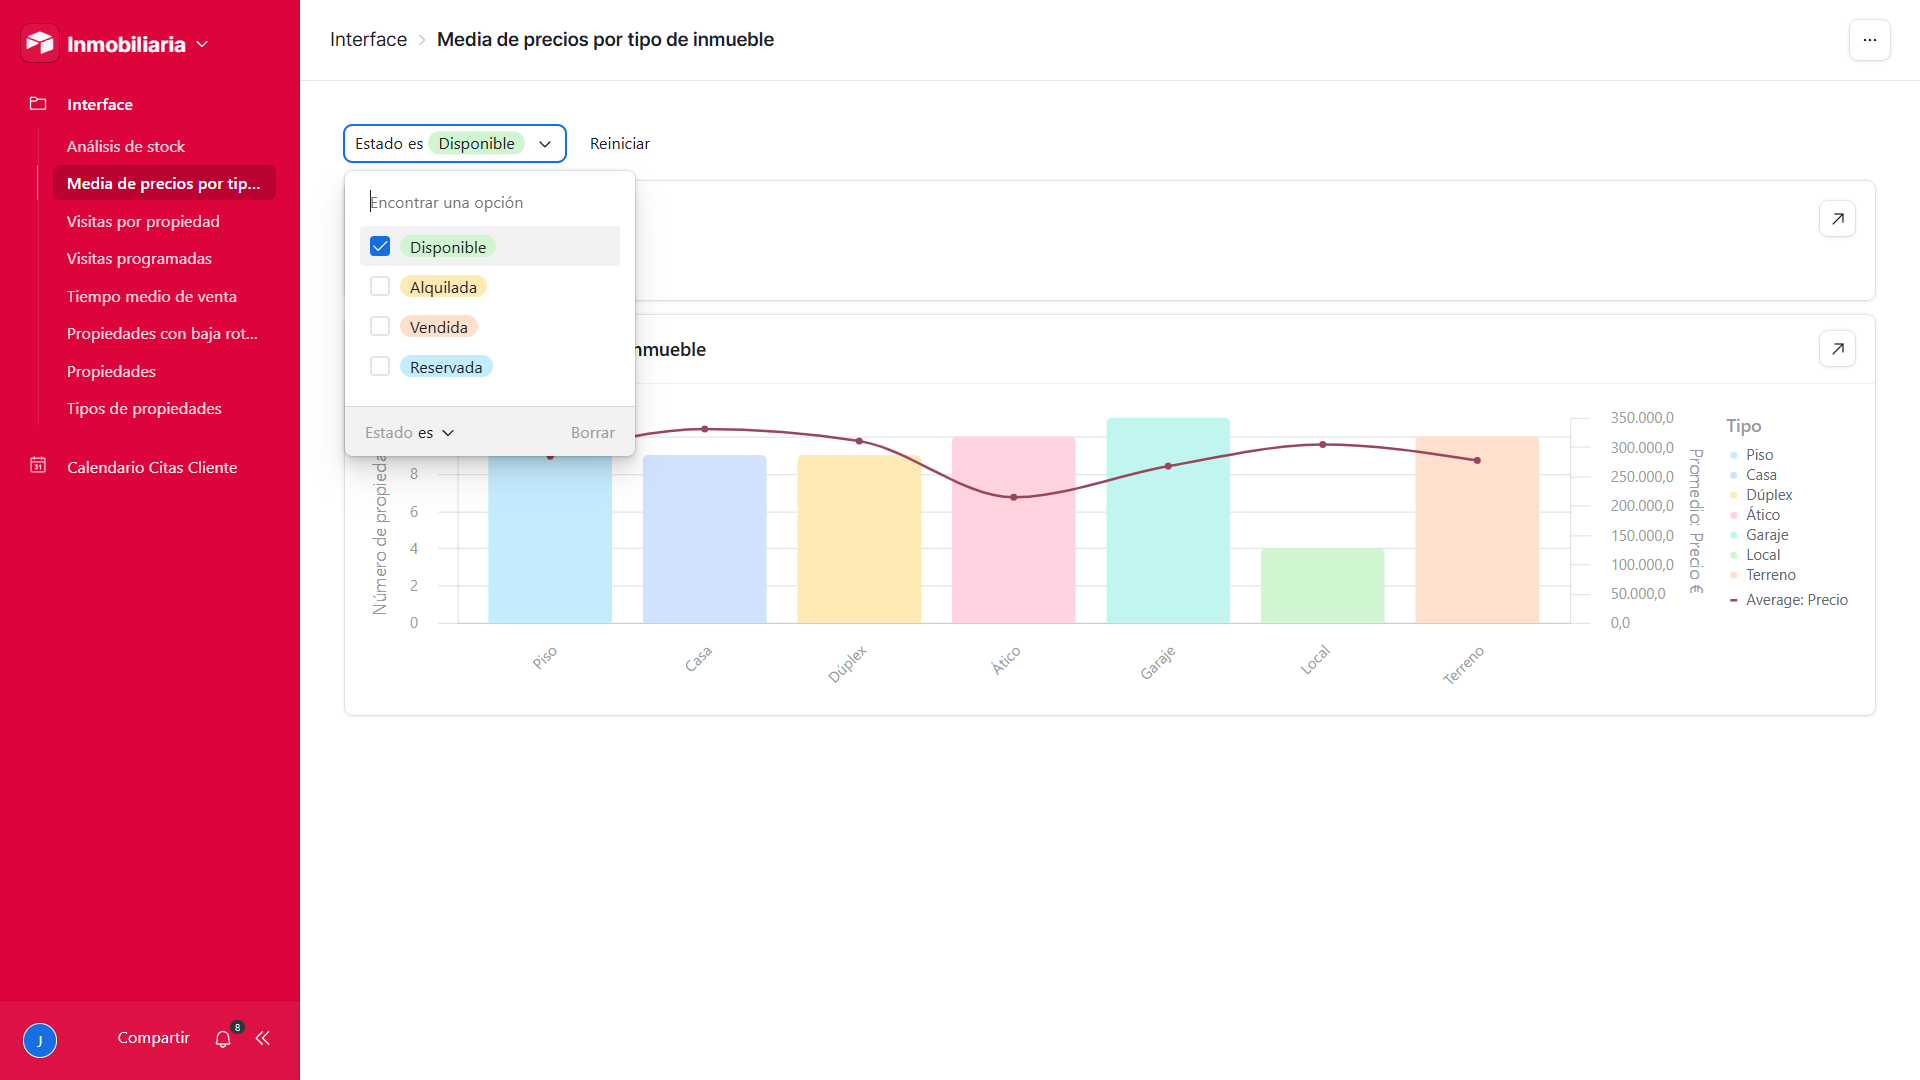 Inmobiliaria
Interface
Análisis de stock
Media de precios por tip...
Visitas por propiedad
Visitas programadas
Tiempo medio de venta
Propiedades con baja rot...
Propiedades
Tipos de propiedades
Calendario Citas Cliente
J
Compartir
8
Interface > Media de precios por tipo de inmueble
Estado es Disponible
Reiniciar
Encontrar una opción
Disponible
Alquilada
Vendida
Reservada
Estado es
Borrar
nmueble
Número de propieda
8
6
4
2
0
Piso
Casa
Dúplex
Ático
Garaje
Local
Terreno
350.000,0
300.000,0
250.000,0
200.000,0
150.000,0
100.000,0
50.000,0
0,0
Promedio: Precio €
Tipo
Piso
Casa
Dúplex
Ático
Garaje
Local
Terreno
Average: Precio